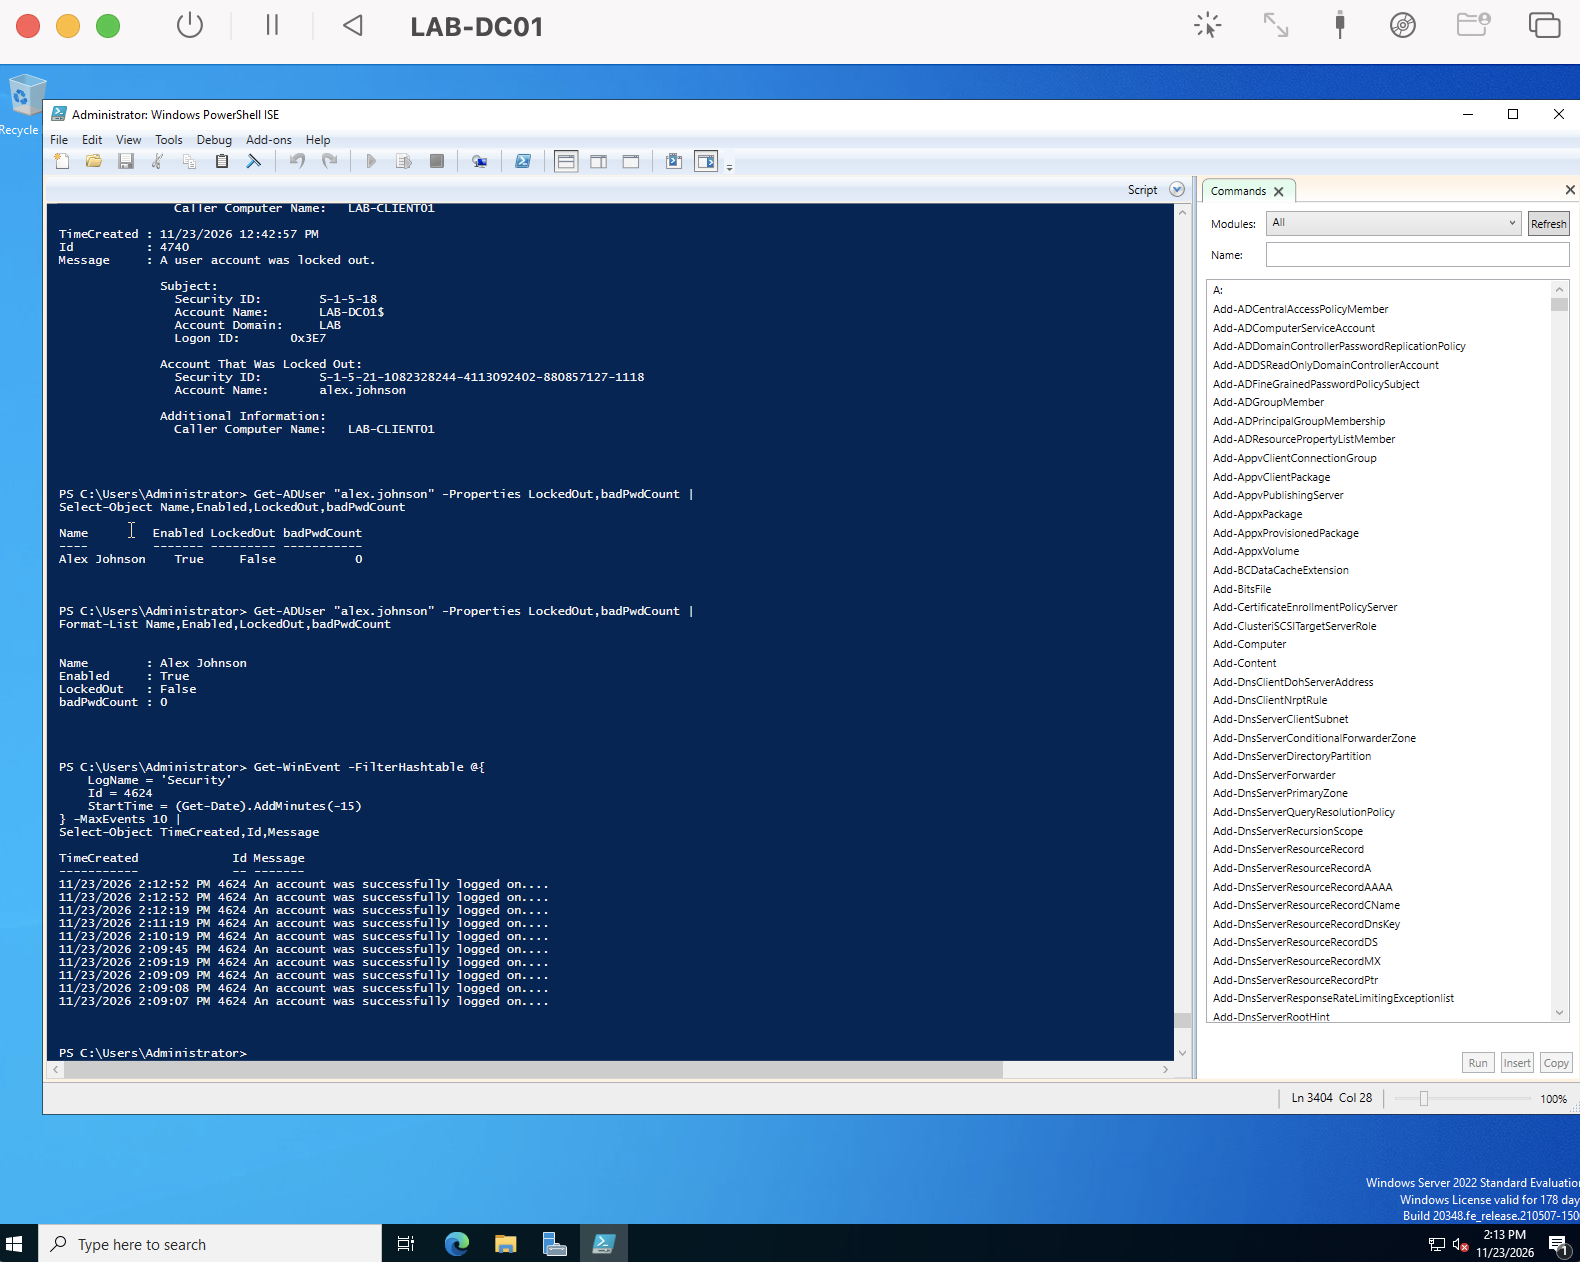 LAB-DC01
Recycle
Administrator: Windows PowerShell ISE
File Edit View Tools Debug Add-ons Help
Script
Caller Computer Name: LAB-CLIENT01
TimeCreated : 11/23/2026 12:42:57 PM
Id : 4740
Message : A user account was locked out.
Subject:
Security ID: S-1-5-18
Account Name: LAB-DC01$
Account Domain: LAB
Logon ID: 0x3E7
Account That Was Locked Out:
Security ID: S-1-5-21-1082328244-4113092402-880857127-1118
Account Name: alex.johnson
Additional Information:
Caller Computer Name: LAB-CLIENT01
PS C:\Users\Administrator> Get-ADUser "alex.johnson" -Properties LockedOut,badPwdCount |
Select-Object Name,Enabled,LockedOut,badPwdCount
Name Enabled LockedOut badPwdCount
---- ------- --------- -----------
Alex Johnson True False 0
PS C:\Users\Administrator> Get-ADUser "alex.johnson" -Properties LockedOut,badPwdCount |
Format-List Name,Enabled,LockedOut,badPwdCount
Name : Alex Johnson
Enabled : True
LockedOut : False
badPwdCount : 0
PS C:\Users\Administrator> Get-WinEvent -FilterHashtable @{
LogName = 'Security'
Id = 4624
StartTime = (Get-Date).AddMinutes(-15)
} -MaxEvents 10 |
Select-Object TimeCreated,Id,Message
TimeCreated Id Message
----------- -- -------
11/23/2026 2:12:52 PM 4624 An account was successfully logged on....
11/23/2026 2:12:52 PM 4624 An account was successfully logged on....
11/23/2026 2:12:19 PM 4624 An account was successfully logged on....
11/23/2026 2:11:19 PM 4624 An account was successfully logged on....
11/23/2026 2:10:19 PM 4624 An account was successfully logged on....
11/23/2026 2:09:45 PM 4624 An account was successfully logged on....
11/23/2026 2:09:19 PM 4624 An account was successfully logged on....
11/23/2026 2:09:09 PM 4624 An account was successfully logged on....
11/23/2026 2:09:08 PM 4624 An account was successfully logged on....
11/23/2026 2:09:07 PM 4624 An account was successfully logged on....
PS C:\Users\Administrator>
Commands
Modules: All Refresh
Name:
A:
Add-ADCentralAccessPolicyMember
Add-ADComputerServiceAccount
Add-ADDomainControllerPasswordReplicationPolicy
Add-ADDSReadOnlyDomainControllerAccount
Add-ADFineGrainedPasswordPolicySubject
Add-ADGroupMember
Add-ADPrincipalGroupMembership
Add-ADResourcePropertyListMember
Add-AppvClientConnectionGroup
Add-AppvClientPackage
Add-AppvPublishingServer
Add-AppxPackage
Add-AppxProvisionedPackage
Add-AppxVolume
Add-BCDataCacheExtension
Add-BitsFile
Add-CertificateEnrollmentPolicyServer
Add-ClusteriSCSITargetServerRole
Add-Computer
Add-Content
Add-DnsClientDohServerAddress
Add-DnsClientNrptRule
Add-DnsServerClientSubnet
Add-DnsServerConditionalForwarderZone
Add-DnsServerDirectoryPartition
Add-DnsServerForwarder
Add-DnsServerPrimaryZone
Add-DnsServerQueryResolutionPolicy
Add-DnsServerRecursionScope
Add-DnsServerResourceRecord
Add-DnsServerResourceRecordA
Add-DnsServerResourceRecordAAAA
Add-DnsServerResourceRecordCName
Add-DnsServerResourceRecordDnsKey
Add-DnsServerResourceRecordDS
Add-DnsServerResourceRecordMX
Add-DnsServerResourceRecordPtr
Add-DnsServerResponseRateLimitingExceptionlist
Add-DnsServerRootHint
Run Insert Copy
Ln 3404 Col 28 100%
Windows Server 2022 Standard Evaluation
Windows License valid for 178 day
Build 20348.fe_release.210507-150
Type here to search
2:13 PM
11/23/2026
1